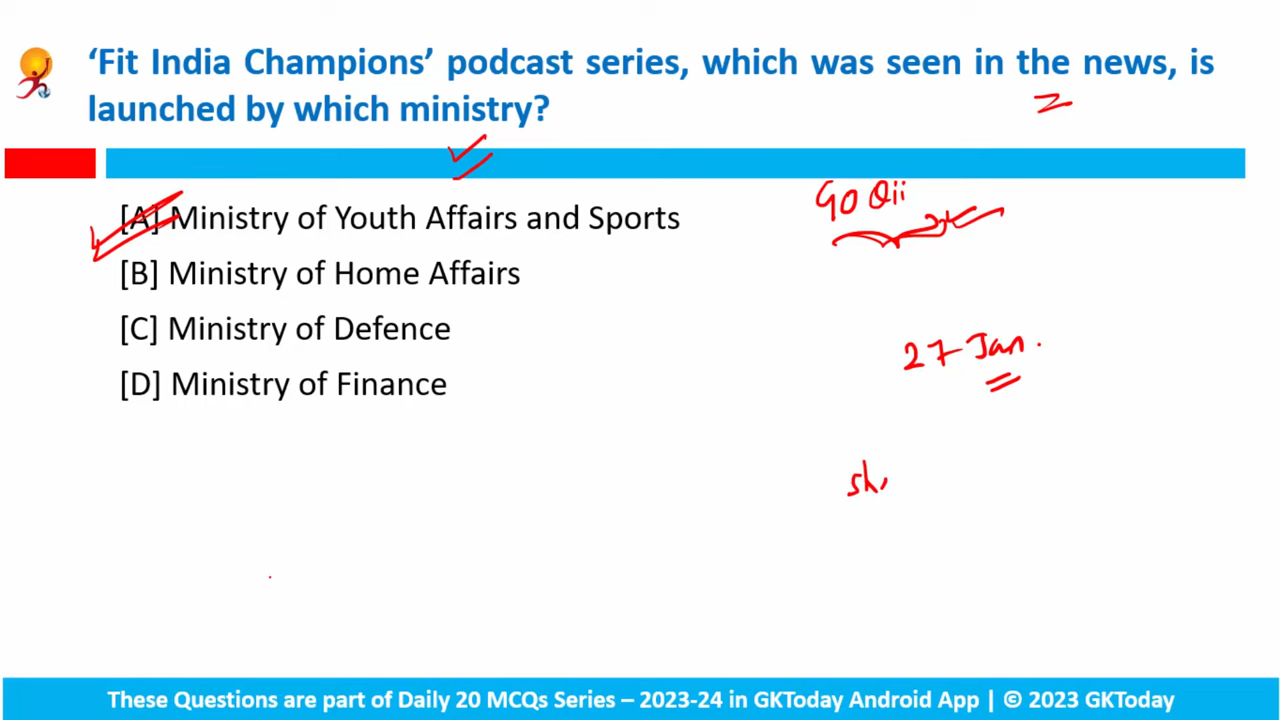 ‘Fit India Champions’ podcast series, which was seen in the news, is
launched by which ministry?
[A] Ministry of Youth Affairs and Sports
GOQii
[B] Ministry of Home Affairs
[C] Ministry of Defence
27 Jan.
[D] Ministry of Finance
sh
These Questions are part of Daily 20 MCQs Series – 2023-24 in GKToday Android App | © 2023 GKToday